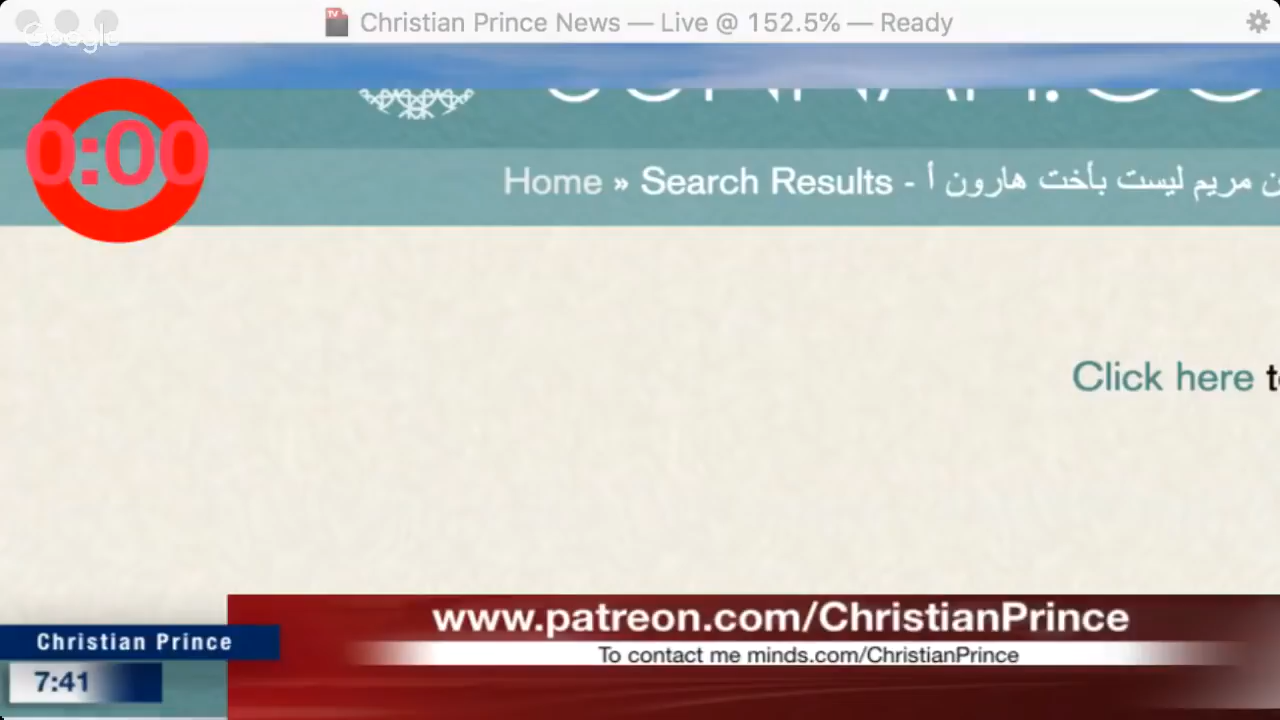 Christian Prince News — Live @ 152.5% — Ready
Google
0:00
Home » Search Results - ن مريم ليست بأخت هارون أ
Click here
www.patreon.com/ChristianPrince
To contact me minds.com/ChristianPrince
Christian Prince
7:41